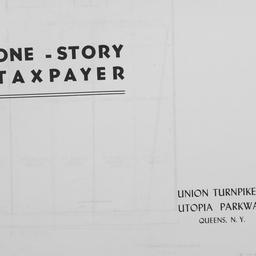 ONE - STORY
TAXPAYER
UNION TURNPIKE
UTOPIA PARKWA
QUEENS, N. Y.